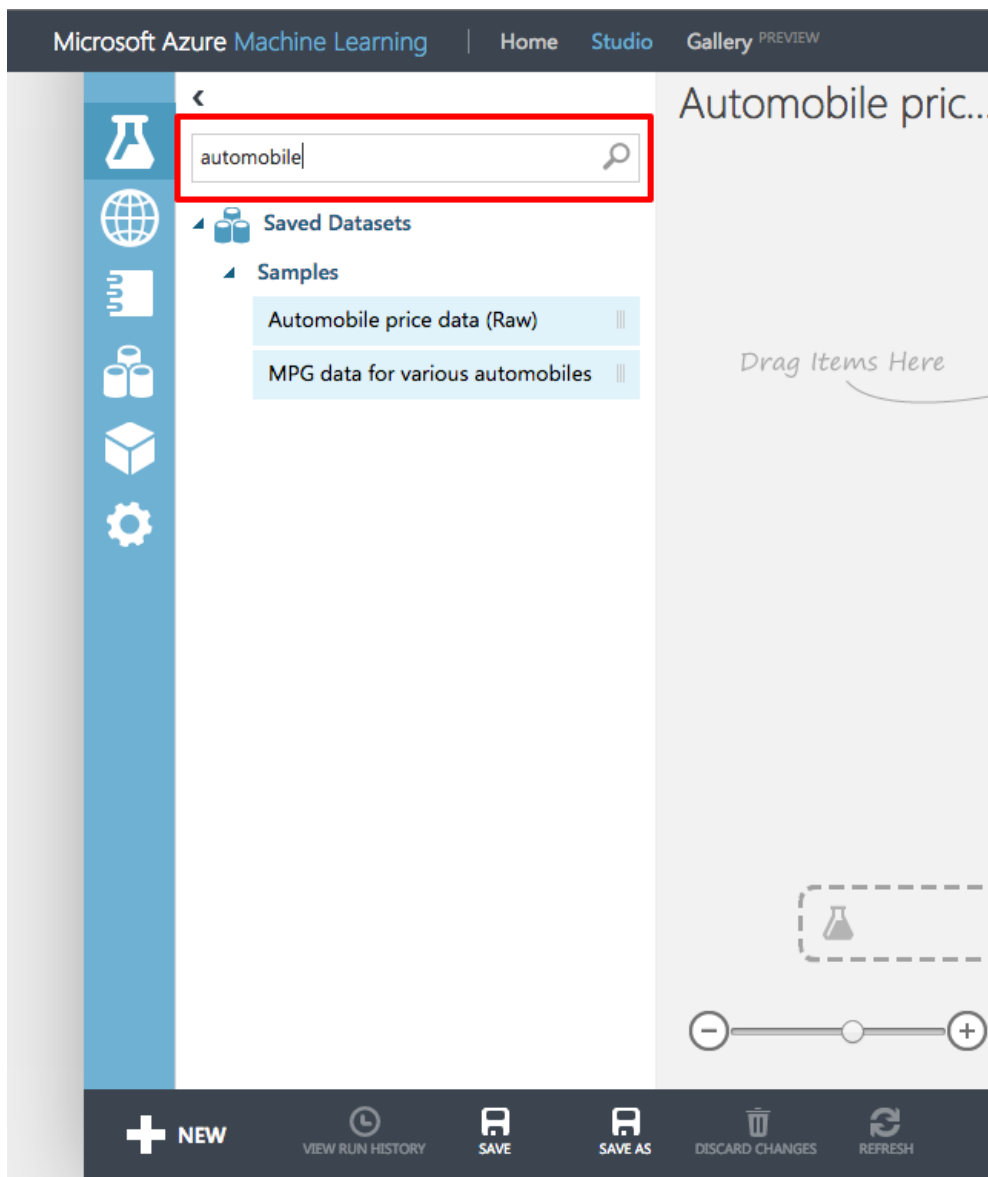 Microsoft Azure Machine Learning | Home Studio Gallery PREVIEW
Automobile pric...
automobile
Saved Datasets
Samples
Automobile price data (Raw)
MPG data for various automobiles
Drag Items Here
NEW
VIEW RUN HISTORY
SAVE
SAVE AS
DISCARD CHANGES
REFRESH